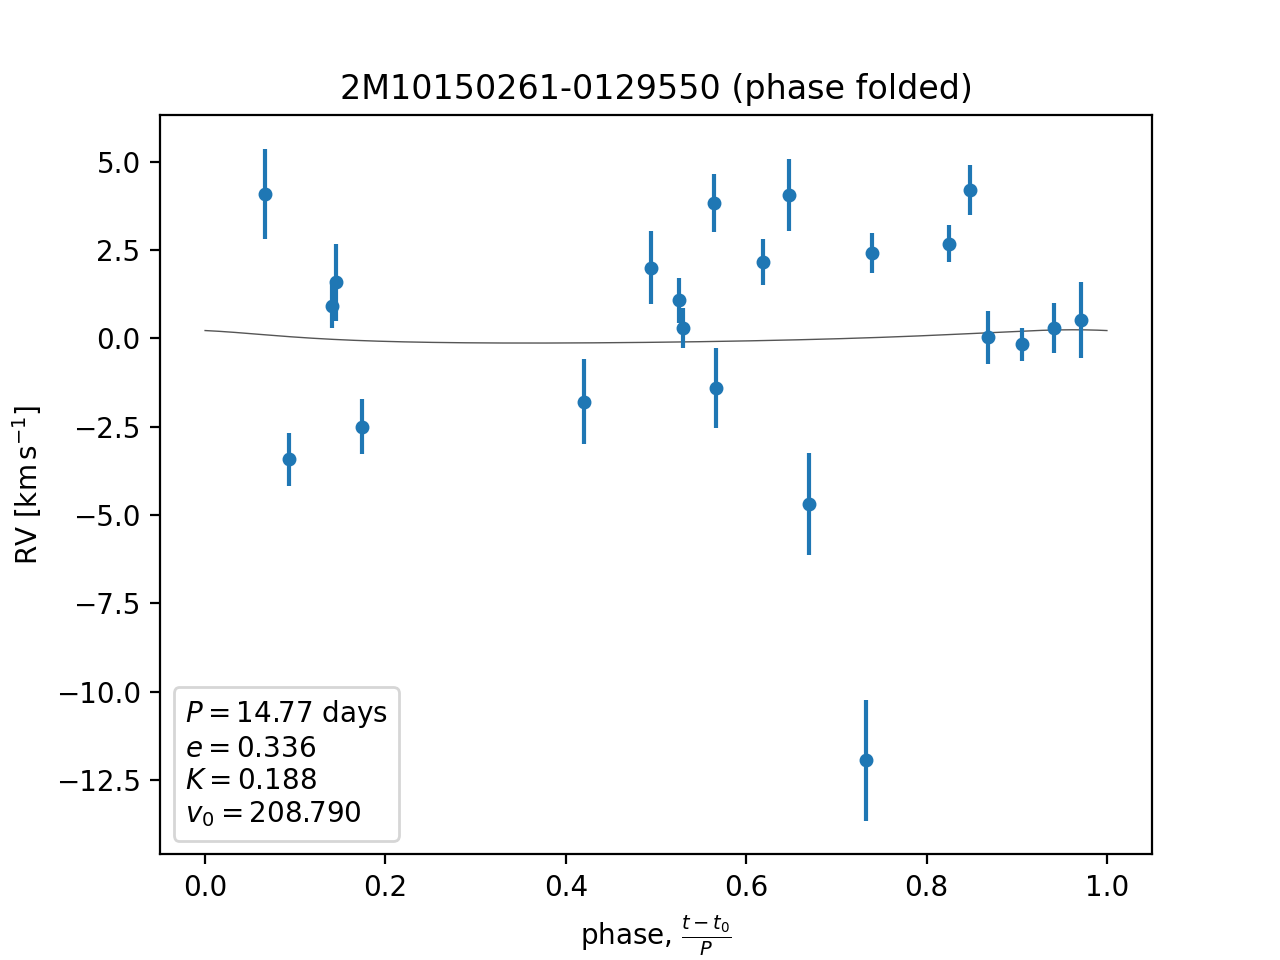 2M10150261-0129550 (phase folded)
RV [km s⁻¹]
5.0
2.5
0.0
−2.5
−5.0
−7.5
−10.0
−12.5
P = 14.77 days
e = 0.336
K = 0.188
v₀ = 208.790
0.0 0.2 0.4 0.6 0.8 1.0
phase, (t − t₀)/P